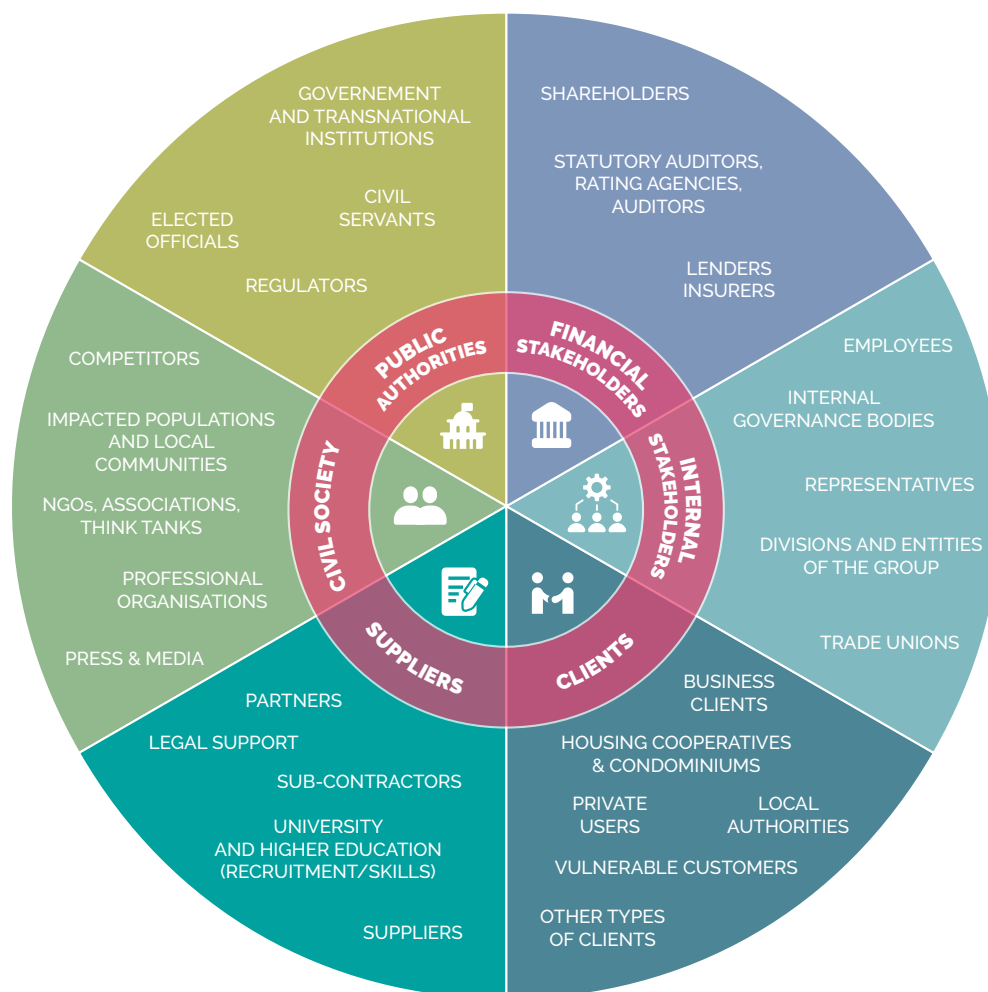 GOVERNEMENT
AND TRANSNATIONAL
INSTITUTIONS
CIVIL
SERVANTS
ELECTED
OFFICIALS
REGULATORS
PUBLIC
AUTHORITIES
SHAREHOLDERS
STATUTORY AUDITORS,
RATING AGENCIES,
AUDITORS
LENDERS
INSURERS
FINANCIAL
STAKEHOLDERS
EMPLOYEES
INTERNAL
GOVERNANCE BODIES
REPRESENTATIVES
DIVISIONS AND ENTITIES
OF THE GROUP
TRADE UNIONS
INTERNAL
STAKEHOLDERS
CLIENTS
BUSINESS
CLIENTS
HOUSING COOPERATIVES
& CONDOMINIUMS
PRIVATE
USERS
LOCAL
AUTHORITIES
VULNERABLE CUSTOMERS
OTHER TYPES
OF CLIENTS
SUPPLIERS
PARTNERS
LEGAL SUPPORT
SUB-CONTRACTORS
UNIVERSITY
AND HIGHER EDUCATION
(RECRUITMENT/SKILLS)
SUPPLIERS
CIVIL SOCIETY
COMPETITORS
IMPACTED POPULATIONS
AND LOCAL
COMMUNITIES
NGOs, ASSOCIATIONS,
THINK TANKS
PROFESSIONAL
ORGANISATIONS
PRESS & MEDIA